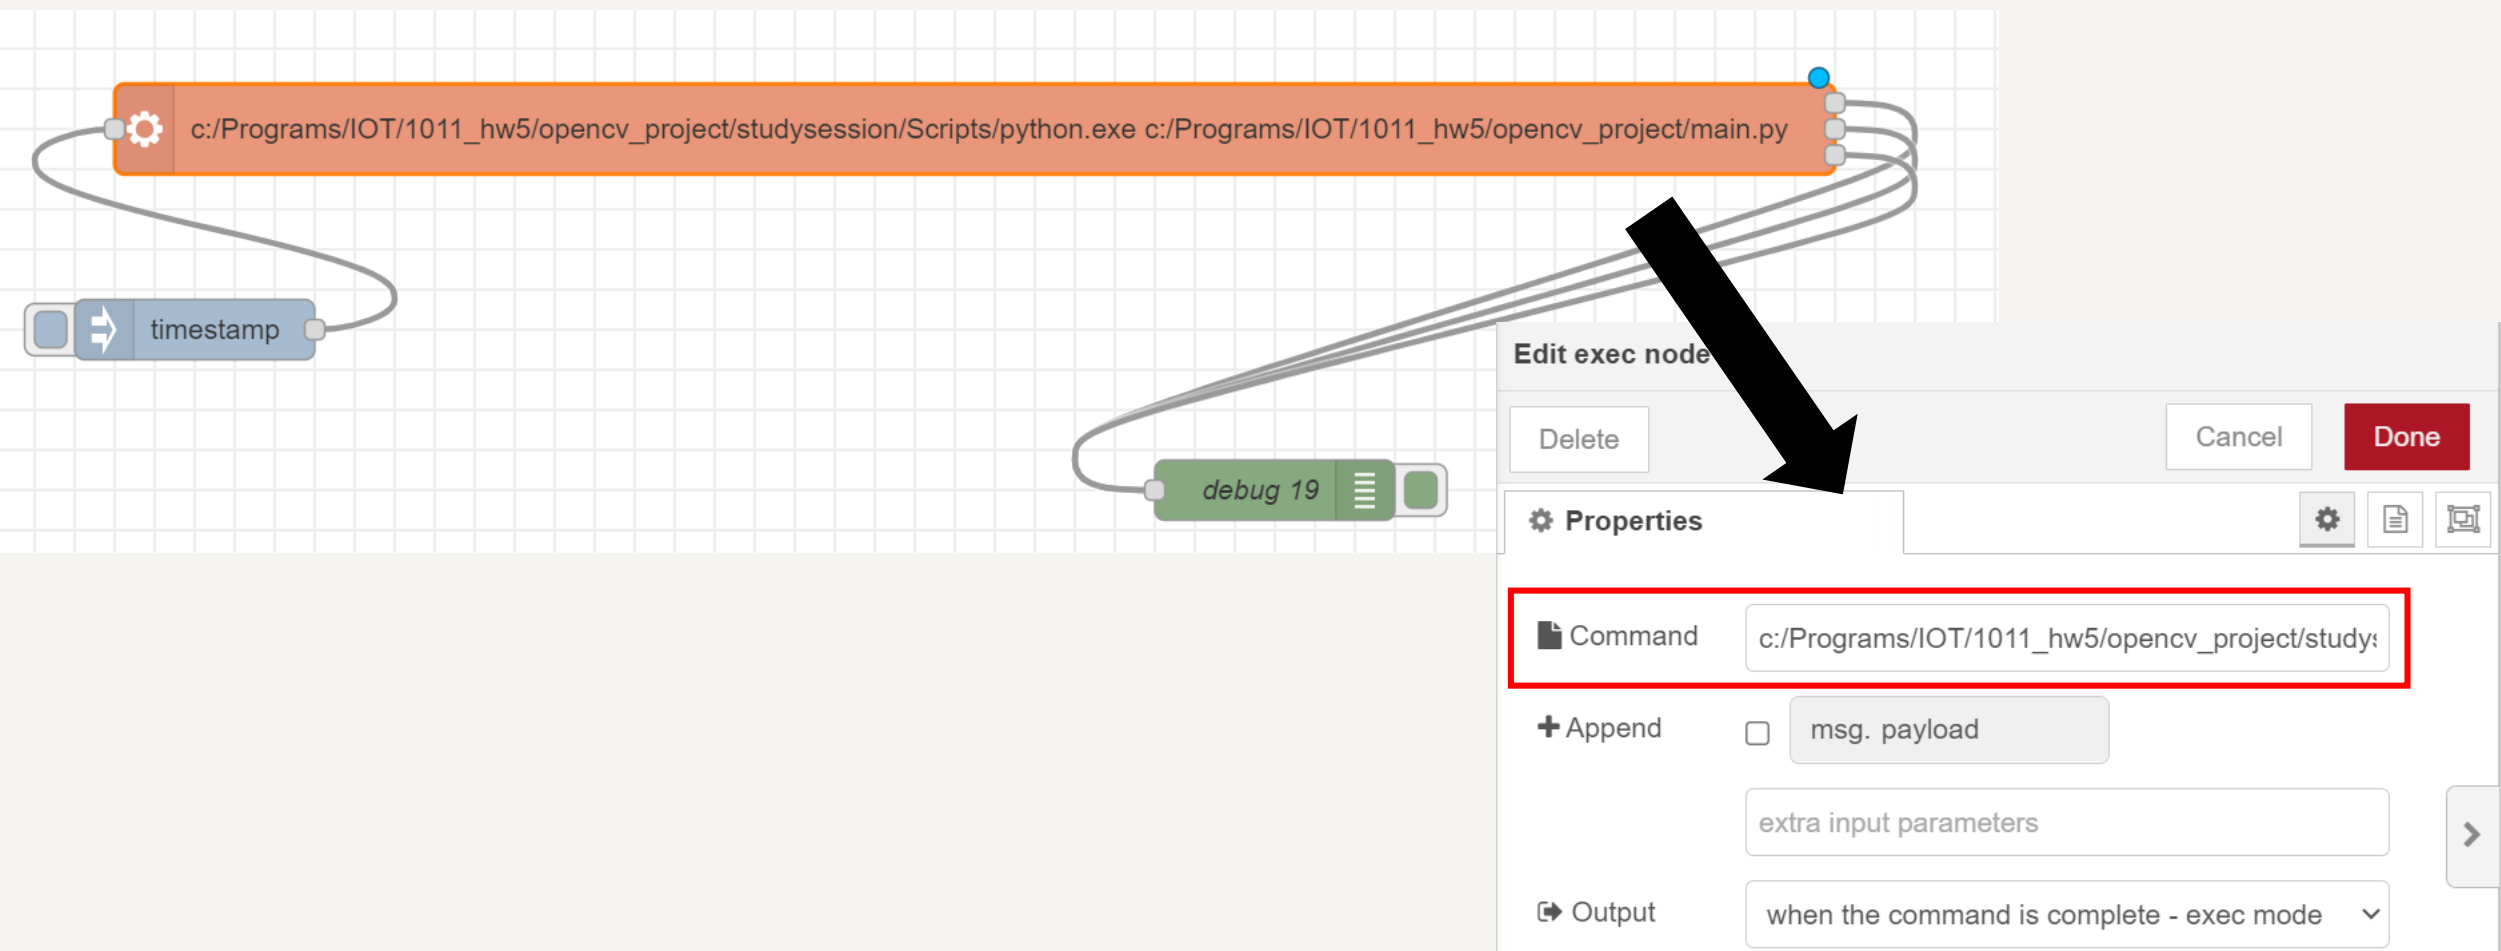 c:/Programs/IOT/1011_hw5/opencv_project/studysession/Scripts/python.exe c:/Programs/IOT/1011_hw5/opencv_project/main.py
timestamp
debug 19
Edit exec node
Delete
Cancel
Done
Properties
Command
c:/Programs/IOT/1011_hw5/opencv_project/study
Append
msg. payload
extra input parameters
Output
when the command is complete - exec mode